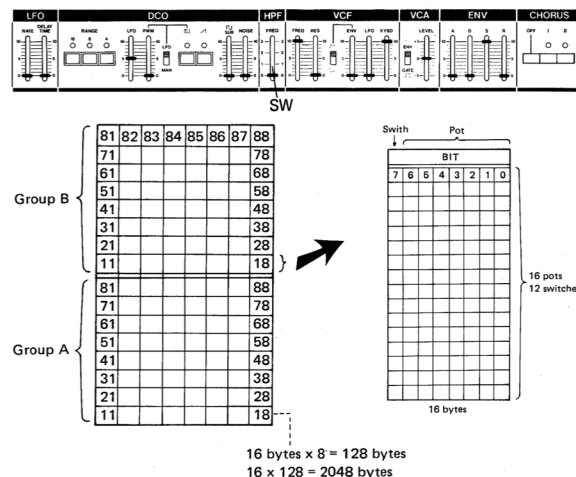 LFO DCO HPF VCF VCA ENV CHORUS
RATE DELAY TIME RANGE LFO PWM SUB NOISE FREQ FREQ RES ENV LFO KYBD LEVEL A D S R OFF I II
16 8 4
LFO
MAN
ENV
GATE
SW
81 82 83 84 85 86 87 88
71 78
61 68
51 58
41 48
31 38
21 28
11 18
Group B
81 88
71 78
61 68
51 58
41 48
31 38
21 28
11 18
Group A
Swith Pot
BIT
7 6 5 4 3 2 1 0
16 pots
12 switche
16 bytes
16 bytes x 8 = 128 bytes
16 x 128 = 2048 bytes